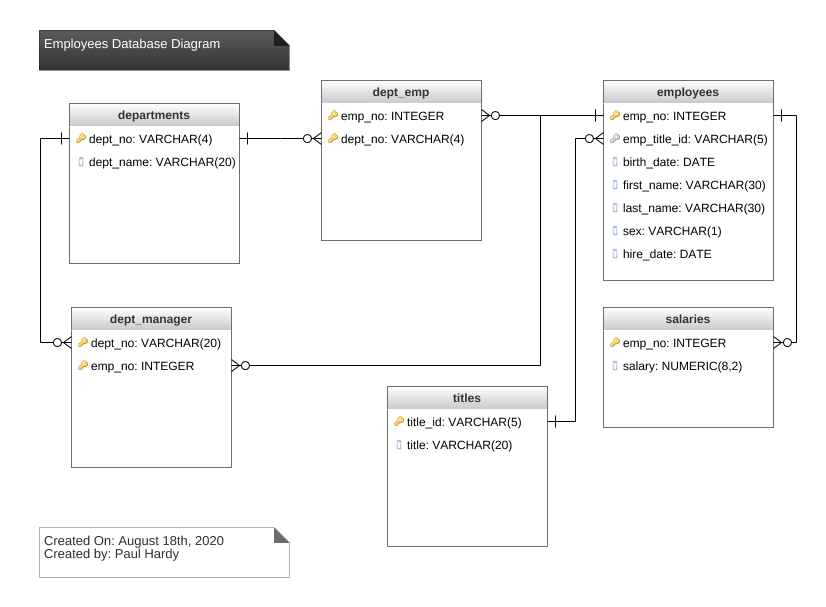 Employees Database Diagram
departments
dept_no: VARCHAR(4)
dept_name: VARCHAR(20)
dept_emp
emp_no: INTEGER
dept_no: VARCHAR(4)
employees
emp_no: INTEGER
emp_title_id: VARCHAR(5)
birth_date: DATE
first_name: VARCHAR(30)
last_name: VARCHAR(30)
sex: VARCHAR(1)
hire_date: DATE
dept_manager
dept_no: VARCHAR(20)
emp_no: INTEGER
salaries
emp_no: INTEGER
salary: NUMERIC(8,2)
titles
title_id: VARCHAR(5)
title: VARCHAR(20)
Created On: August 18th, 2020
Created by: Paul Hardy